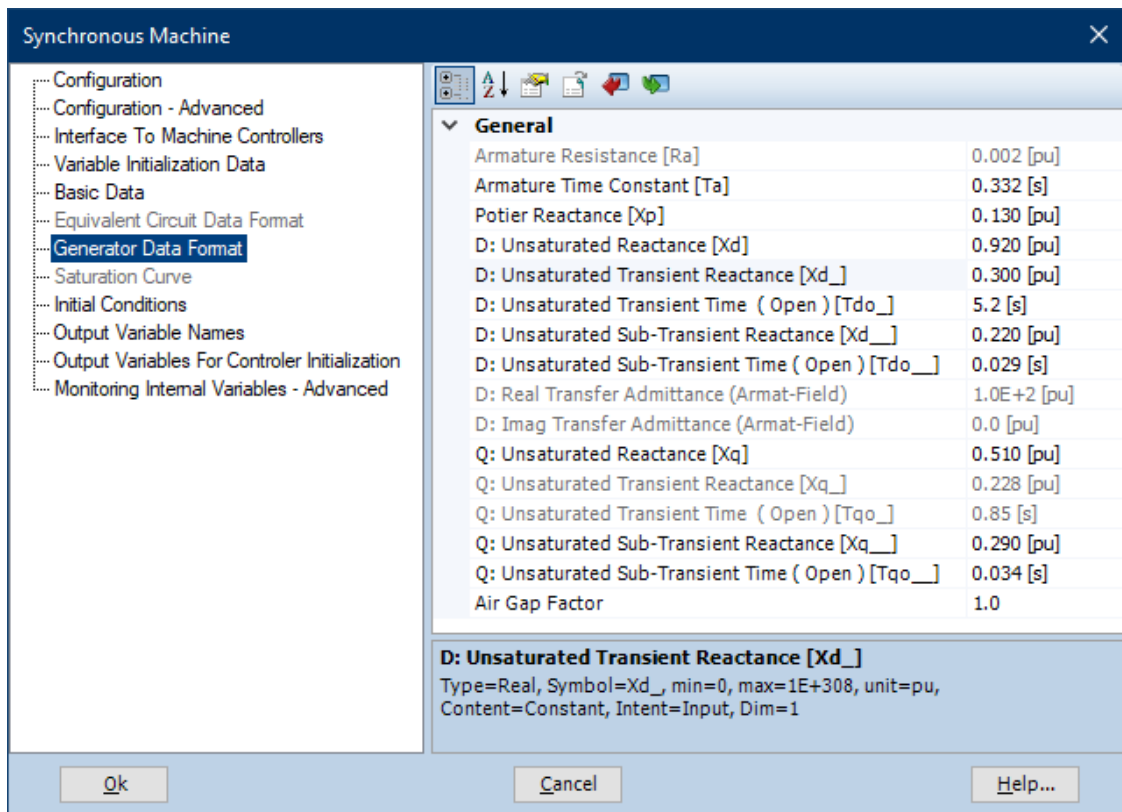 Synchronous Machine
Configuration
Configuration - Advanced
Interface To Machine Controllers
Variable Initialization Data
Basic Data
Equivalent Circuit Data Format
Generator Data Format
Saturation Curve
Initial Conditions
Output Variable Names
Output Variables For Controler Initialization
Monitoring Internal Variables - Advanced
General
Armature Resistance [Ra] 0.002 [pu]
Armature Time Constant [Ta] 0.332 [s]
Potier Reactance [Xp] 0.130 [pu]
D: Unsaturated Reactance [Xd] 0.920 [pu]
D: Unsaturated Transient Reactance [Xd_] 0.300 [pu]
D: Unsaturated Transient Time ( Open ) [Tdo_] 5.2 [s]
D: Unsaturated Sub-Transient Reactance [Xd__] 0.220 [pu]
D: Unsaturated Sub-Transient Time ( Open ) [Tdo__] 0.029 [s]
D: Real Transfer Admittance (Armat-Field) 1.0E+2 [pu]
D: Imag Transfer Admittance (Armat-Field) 0.0 [pu]
Q: Unsaturated Reactance [Xq] 0.510 [pu]
Q: Unsaturated Transient Reactance [Xq_] 0.228 [pu]
Q: Unsaturated Transient Time ( Open ) [Tqo_] 0.85 [s]
Q: Unsaturated Sub-Transient Reactance [Xq__] 0.290 [pu]
Q: Unsaturated Sub-Transient Time ( Open ) [Tqo__] 0.034 [s]
Air Gap Factor 1.0
D: Unsaturated Transient Reactance [Xd_]
Type=Real, Symbol=Xd_, min=0, max=1E+308, unit=pu,
Content=Constant, Intent=Input, Dim=1
Ok Cancel Help...